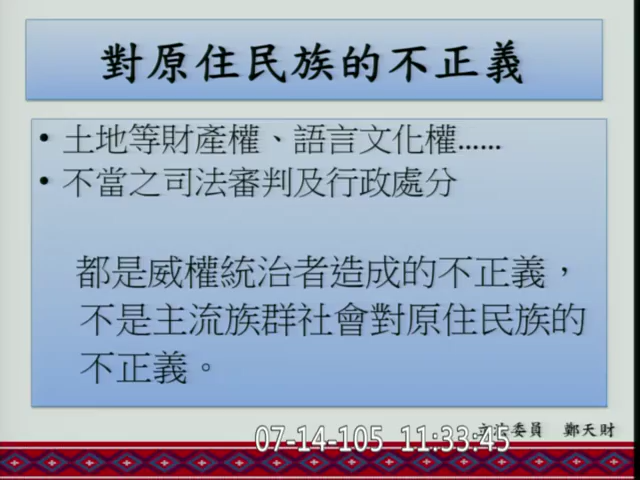 對原住民族的不正義
• 土地等財產權、語言文化權……
• 不當之司法審判及行政處分
都是威權統治者造成的不正義，
不是主流族群社會對原住民族的
不正義。
立法委員 鄭天財
07-14-105 11:33:45